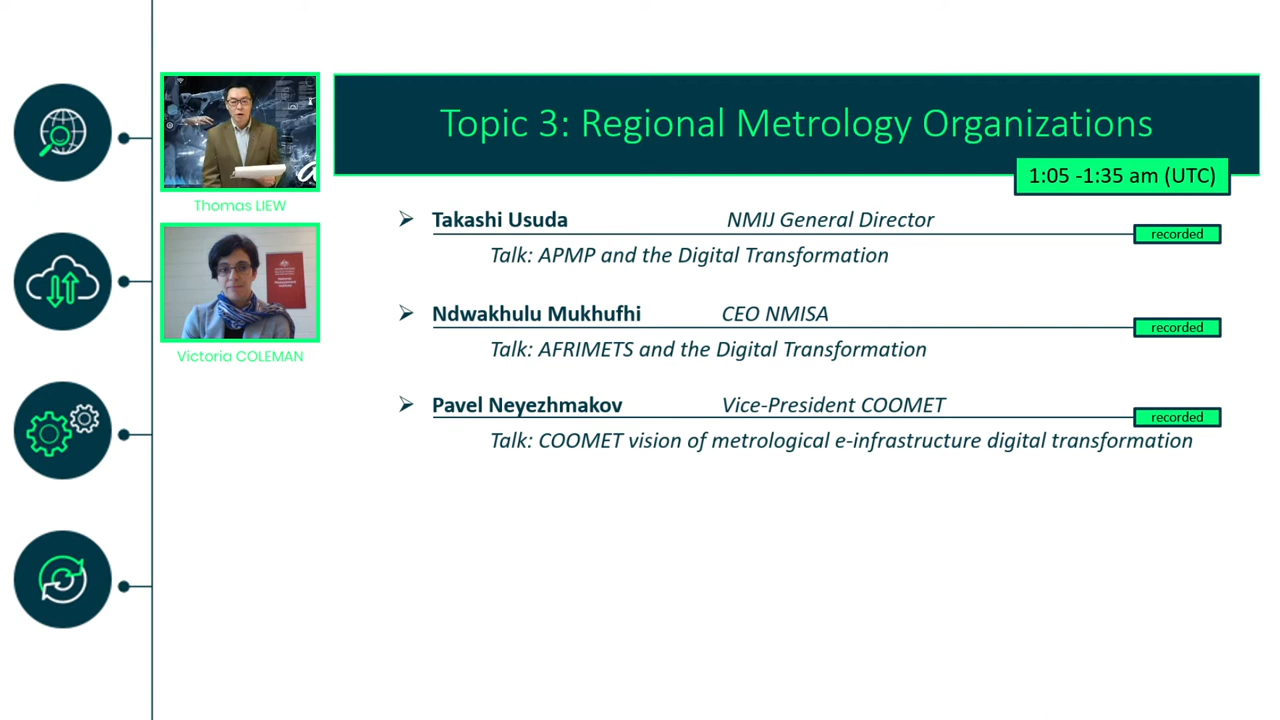 Topic 3: Regional Metrology Organizations
1:05 -1:35 am (UTC)
Thomas LIEW
Victoria COLEMAN
Takashi Usuda NMIJ General Director recorded
Talk: APMP and the Digital Transformation
Ndwakhulu Mukhufhi CEO NMISA recorded
Talk: AFRIMETS and the Digital Transformation
Pavel Neyezhmakov Vice-President COOMET recorded
Talk: COOMET vision of metrological e-infrastructure digital transformation